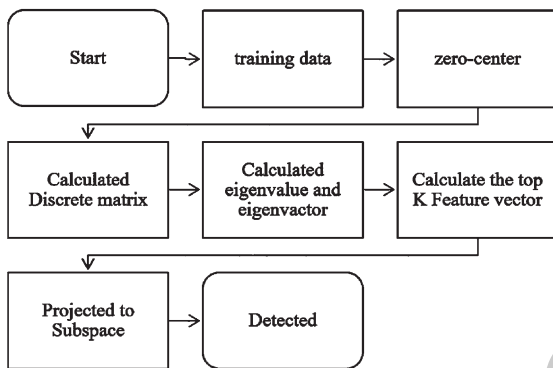 Start
training data
zero-center
Calculated
Discrete matrix
Calculated
eigenvalue and
eigenvactor
Calculate the top
K Feature vector
Projected to
Subspace
Detected